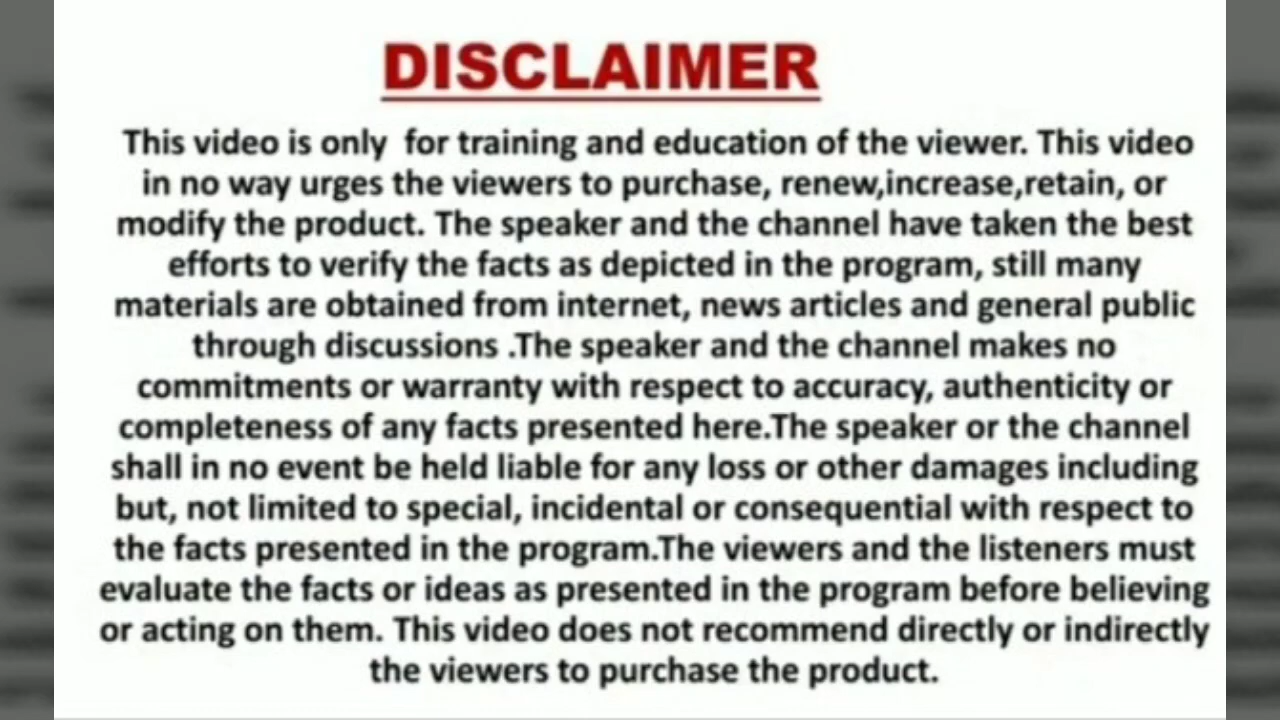 DISCLAIMER
This video is only  for training and education of the viewer. This video
in no way urges the viewers to purchase, renew,increase,retain, or
modify the product. The speaker and the channel have taken the best
efforts to verify the facts as depicted in the program, still many
materials are obtained from internet, news articles and general public
through discussions .The speaker and the channel makes no
commitments or warranty with respect to accuracy, authenticity or
completeness of any facts presented here.The speaker or the channel
shall in no event be held liable for any loss or other damages including
but, not limited to special, incidental or consequential with respect to
the facts presented in the program.The viewers and the listeners must
evaluate the facts or ideas as presented in the program before believing
or acting on them. This video does not recommend directly or indirectly
the viewers to purchase the product.